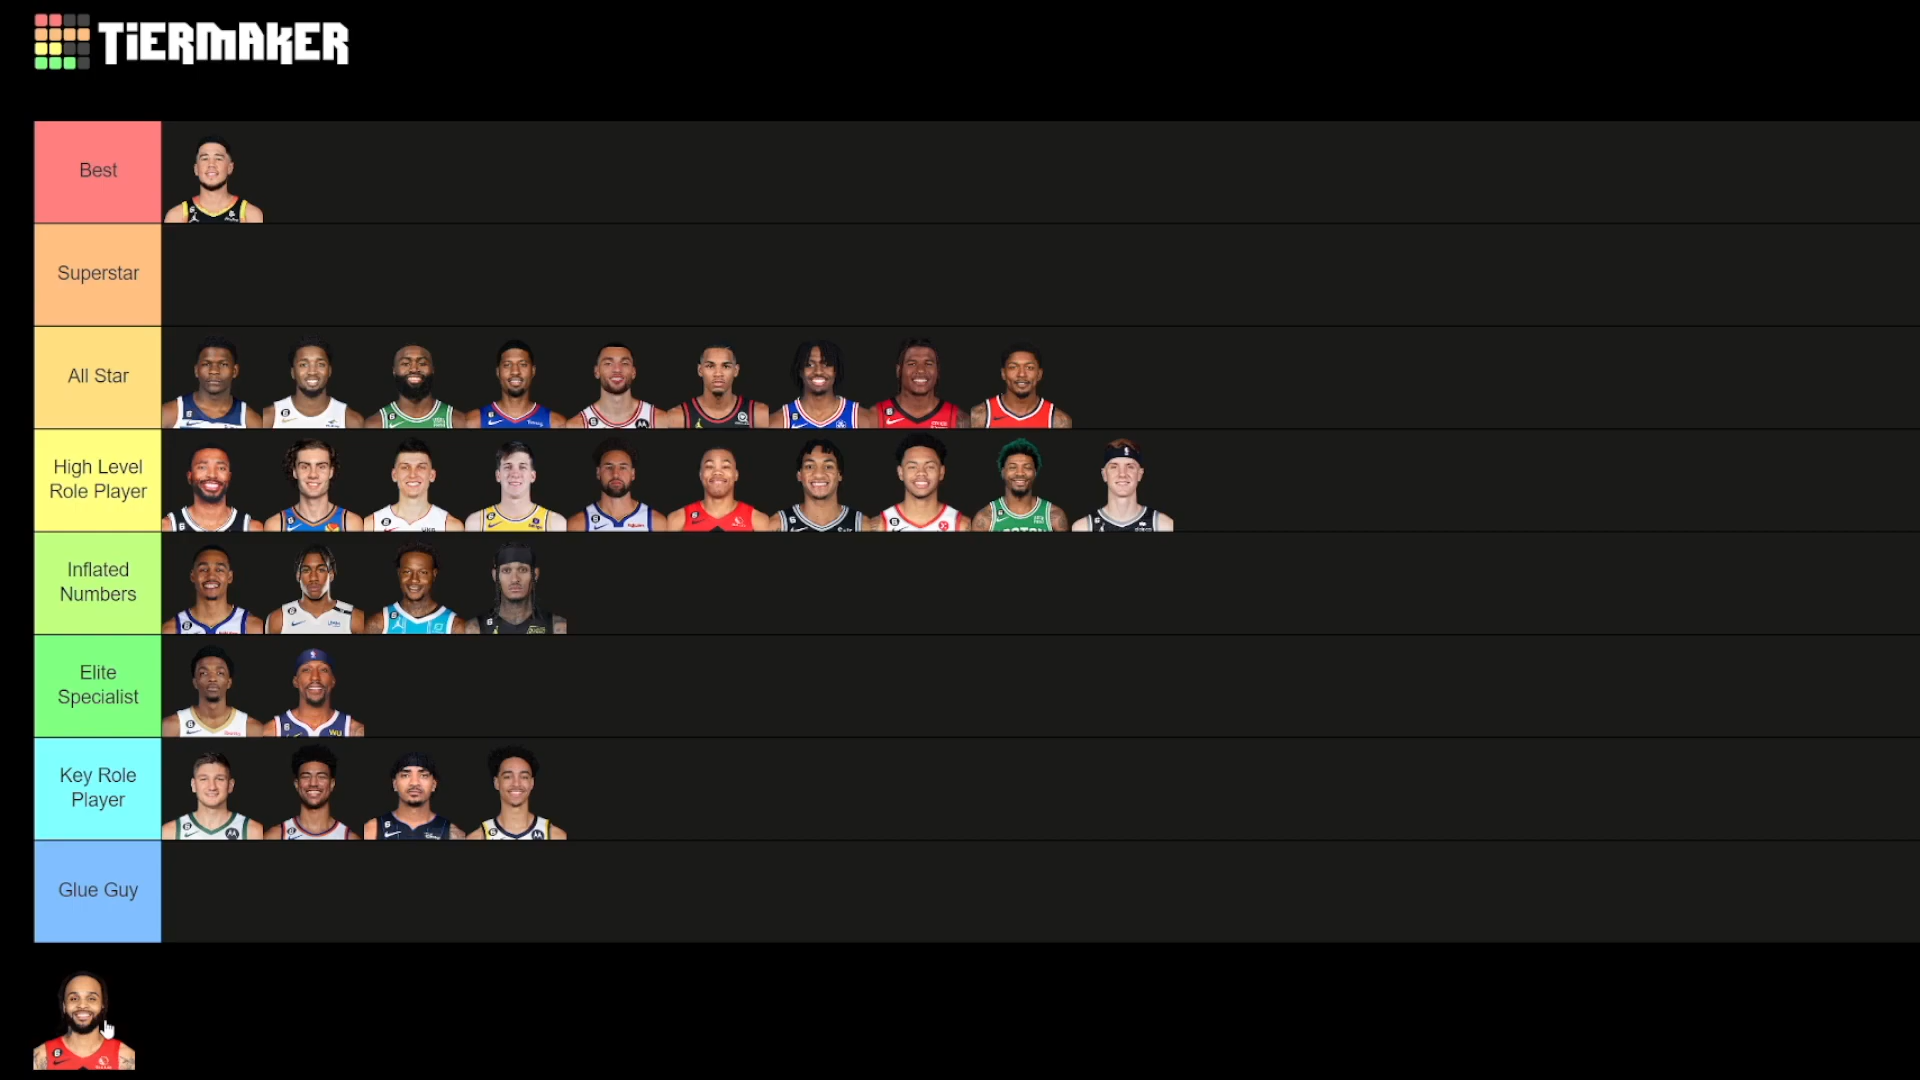 TiERMAKER
Best
Superstar
All Star
High Level
Role Player
Inflated
Numbers
Elite
Specialist
Key Role
Player
Glue Guy